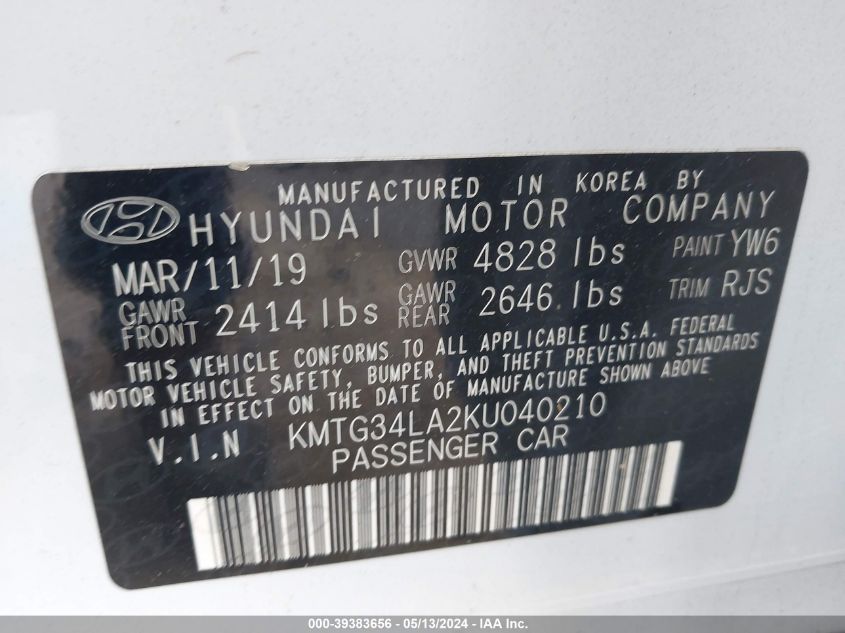 MANUFACTURED IN KOREA BY
HYUNDAI MOTOR COMPANY
MAR/11/19 GVWR 4828 lbs PAINT YW6
GAWR FRONT 2414 lbs GAWR REAR 2646 lbs TRIM RJS
THIS VEHICLE CONFORMS TO ALL APPLICABLE U.S.A. FEDERAL
MOTOR VEHICLE SAFETY, BUMPER, AND THEFT PREVENTION STANDARDS
IN EFFECT ON THE DATE OF MANUFACTURE SHOWN ABOVE
V.I.N KMTG34LA2KU040210
PASSENGER CAR
000-39383656 - 05/13/2024 - IAA Inc.